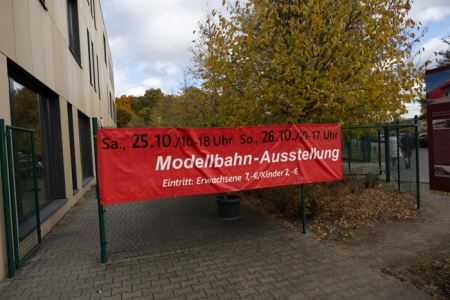 Sa., 25.10./10-18 Uhr So., 26.10./10-17 Uhr
Modellbahn-Ausstellung
Eintritt: Erwachsene 7,-€/Kinder 2,-€